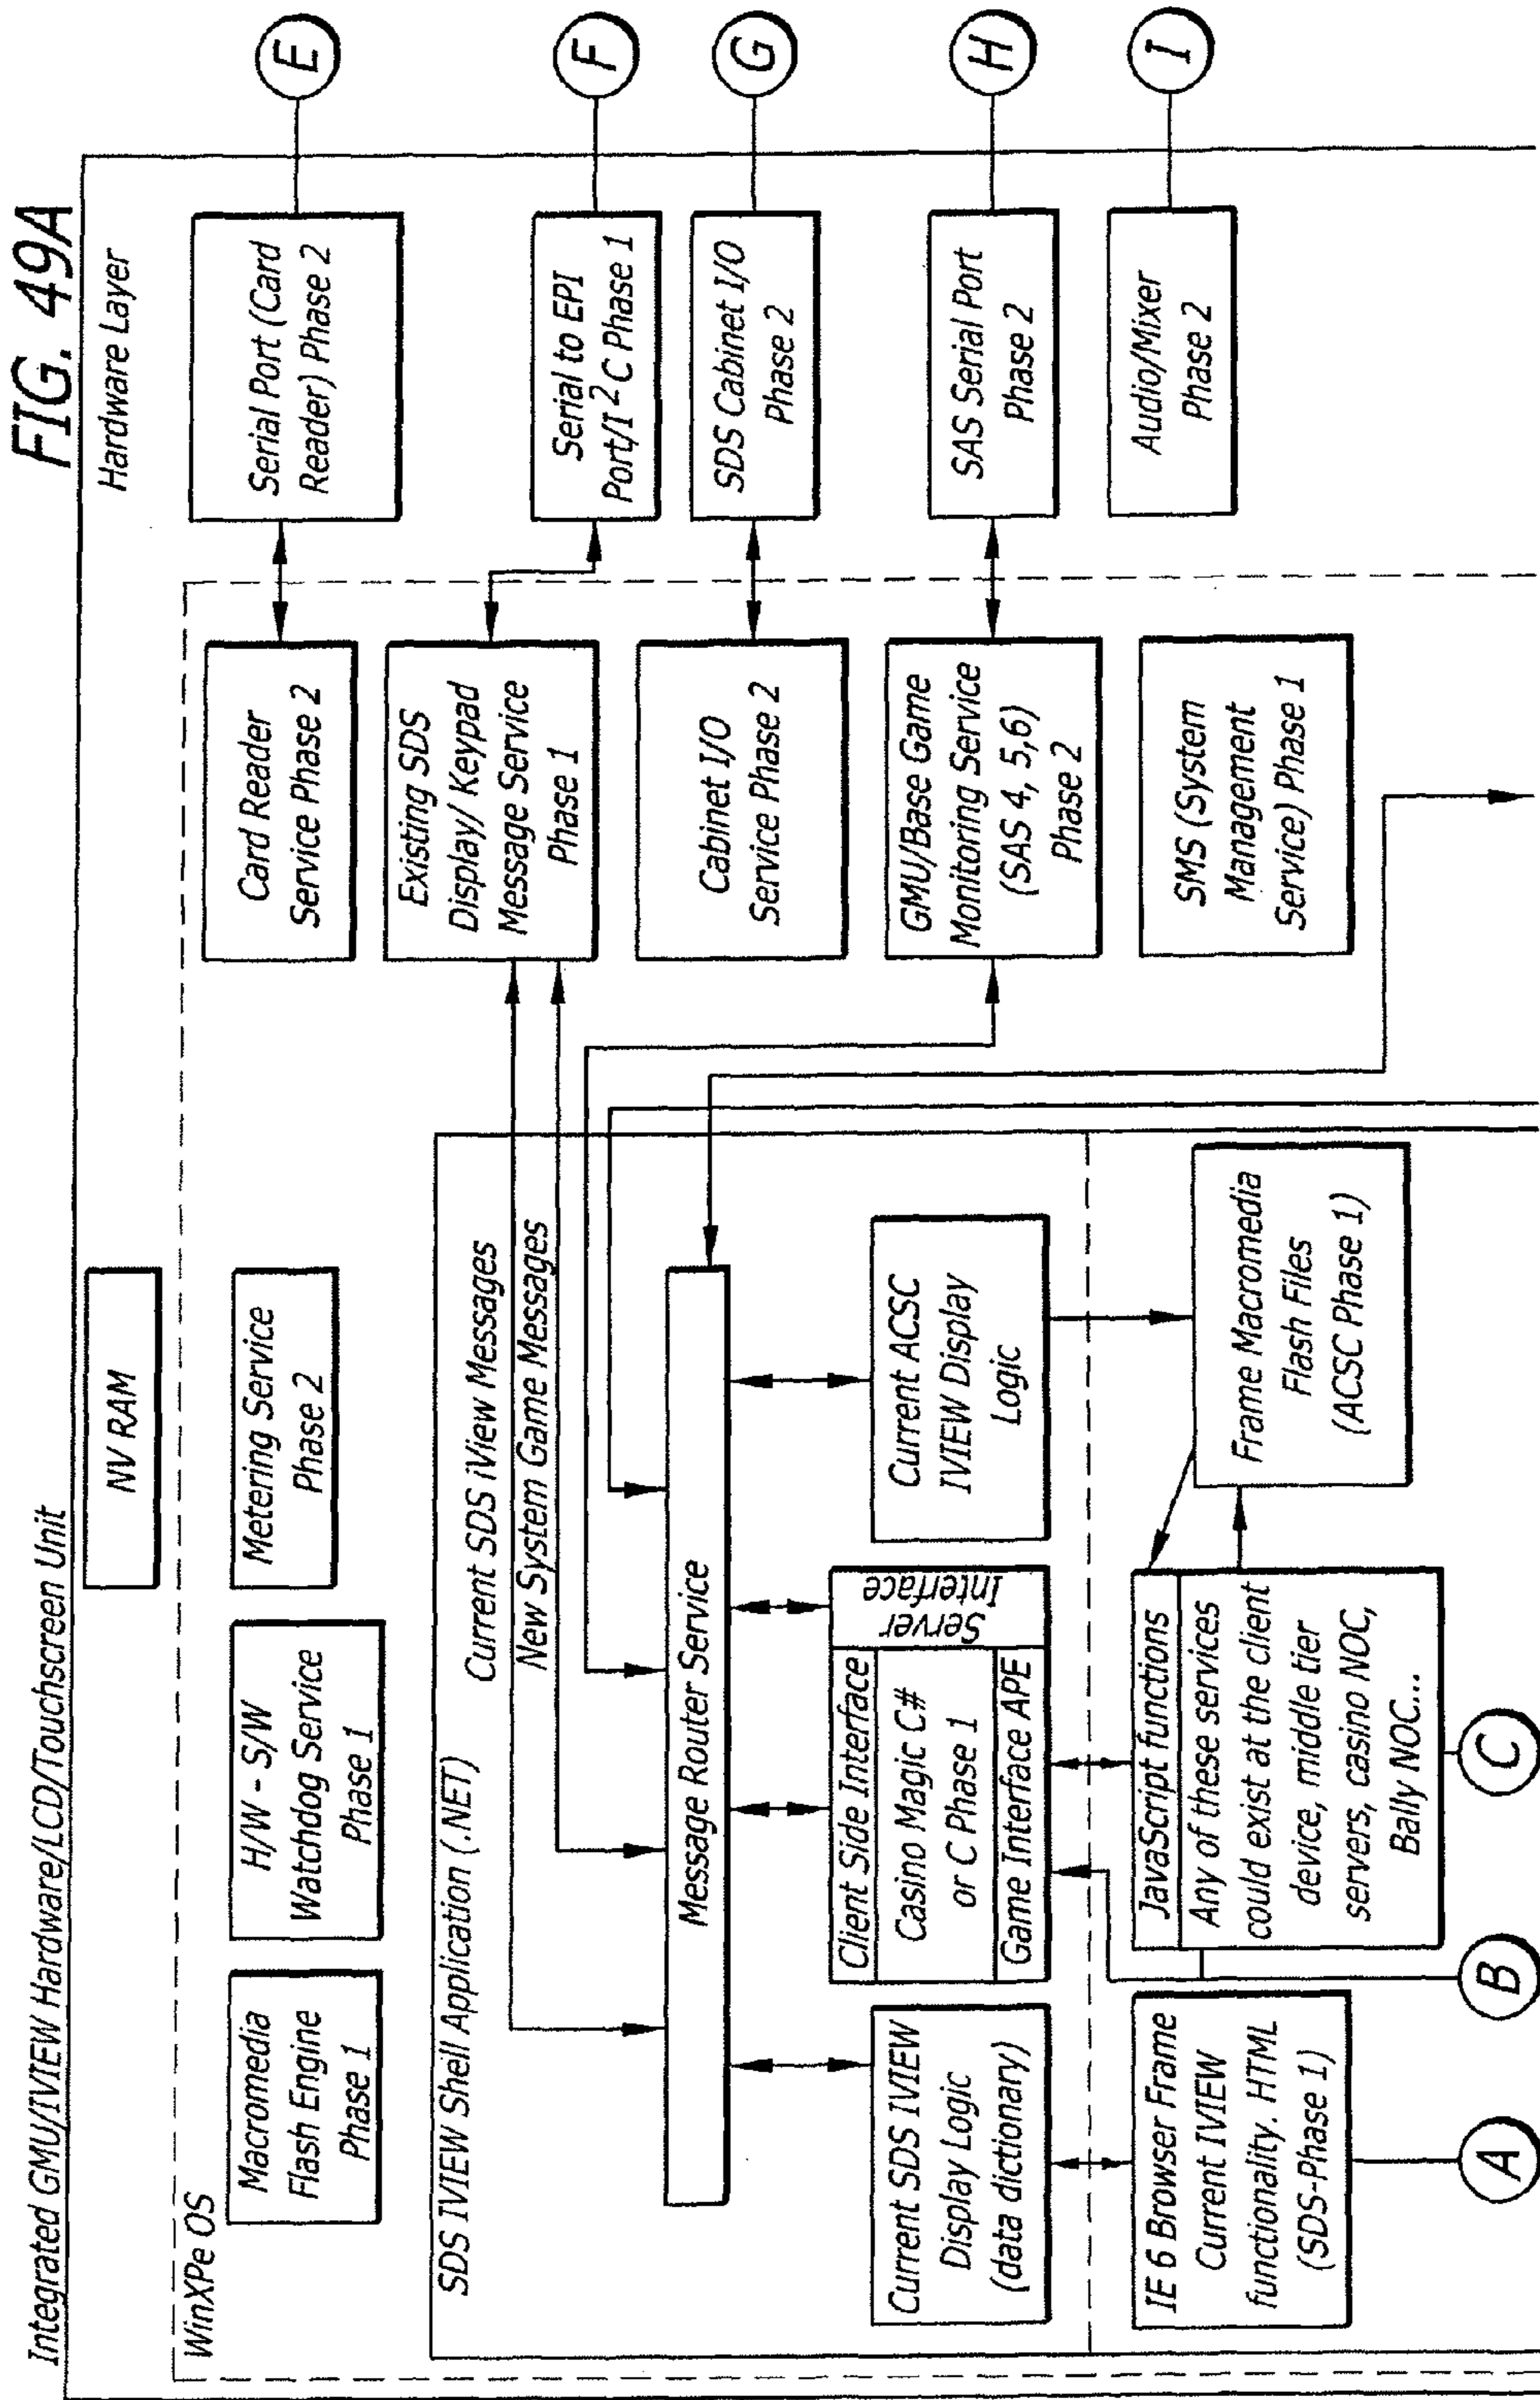 FIG. 49A
Integrated GMU/IVIEW Hardware/LCD/Touchscreen Unit
Hardware Layer
NV RAM
WinXPe OS
Macromedia
Flash Engine
Phase 1
H/W - S/W
Watchdog Service
Phase 1
Metering Service
Phase 2
Card Reader
Service Phase 2
Serial Port (Card
Reader) Phase 2
E
Existing SDS
Display/ Keypad
Message Service
Phase 1
Serial to EPI
Port/I²C Phase 1
F
Cabinet I/O
Service Phase 2
SDS Cabinet I/O
Phase 2
G
GMU/Base Game
Monitoring Service
(SAS 4, 5,6)
Phase 2
SAS Serial Port
Phase 2
H
SMS (System
Management
Service) Phase 1
Audio/Mixer
Phase 2
I
SDS IVIEW Shell Application (.NET)
Current SDS iView Messages
New System Game Messages
Message Router Service
Current SDS IVIEW
Display Logic
(data dictionary)
Client Side Interface
Casino Magic C#
or C Phase 1
Game Interface APE
Server
Interface
Current ACSC
IVIEW Display
Logic
IE 6 Browser Frame
Current IVIEW
functionality. HTML
(SDS-Phase 1)
JavaScript functions
Any of these services
could exist at the client
device, middle tier
servers, casino NOC,
Bally NOC...
Frame Macromedia
Flash Files
(ACSC Phase 1)
A
B
C